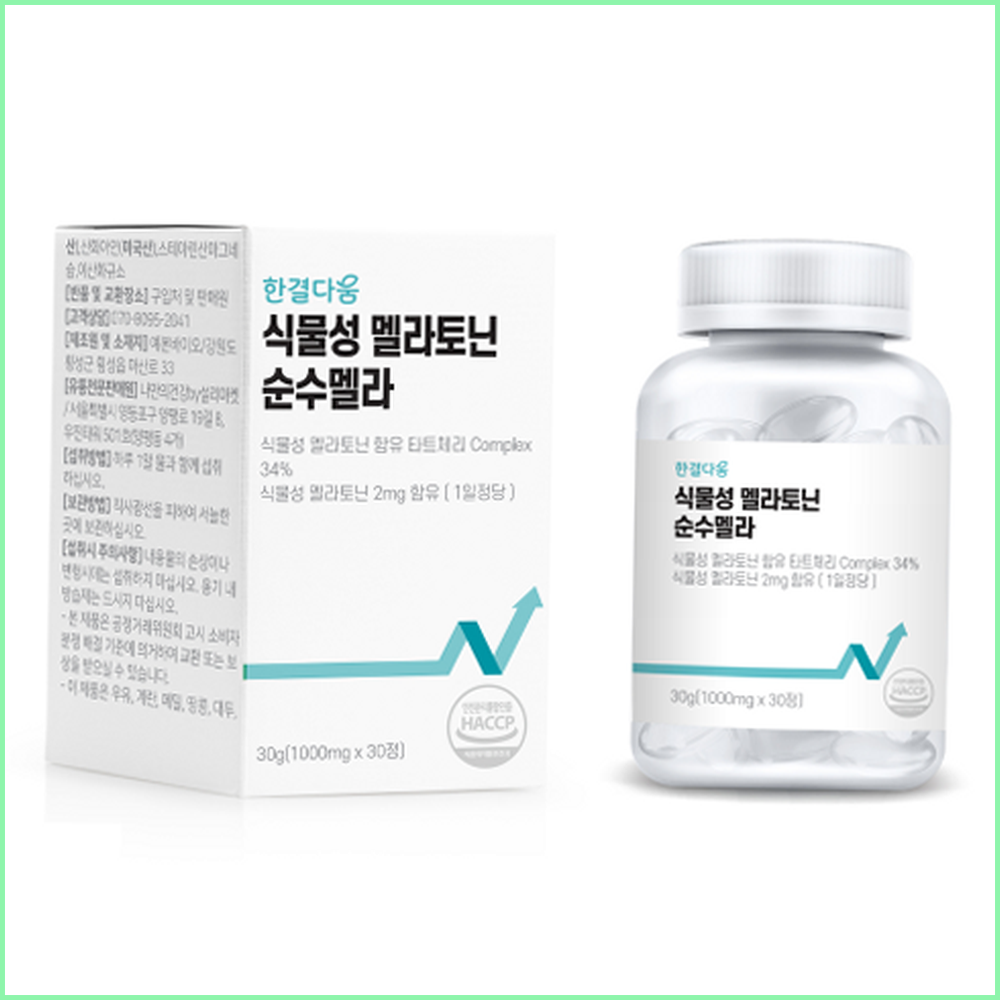 산),산화아연(미국산),스테아린산마그네
슘,이산화규소
[반품 및 교환장소] 구입처 및 판매원
[고객상담] 070-8095-2041
[제조원 및 소재지] 예본바이오/강원도
횡성군 횡성읍 마산로 33
[유통전문판매원] 나만의건강by설레마켓
/ 서울특별시 영등포구 양평로 19길 8,
우진타워 501호(양평동 4가)
[섭취방법] 하루 1알 물과 함께 섭취
하십시오.
[보관방법] 직사광선을 피하여 서늘한
곳에 보관하십시오.
[섭취시 주의사항] 내용물의 손상이나
변형시에는 섭취하지 마십시오. 용기 내
방습제는 드시지 마십시오.
- 본 제품은 공정거래위원회 고시 소비자
분쟁 해결 기준에 의거하여 교환 또는 보
상을 받으실 수 있습니다.
- 이 제품은 우유, 계란, 메밀, 땅콩, 대두,
한결다움
식물성 멜라토닌
순수멜라
식물성 멜라토닌 함유 타트체리 Complex
34%
식물성 멜라토닌 2mg 함유 ( 1일정당 )
HACCP
30g(1000mg x 30정)
한결다움
식물성 멜라토닌
순수멜라
식물성 멜라토닌 함유 타트체리 Complex 34%
식물성 멜라토닌 2mg 함유 ( 1일정당 )
30g(1000mg x 30정)
HACCP